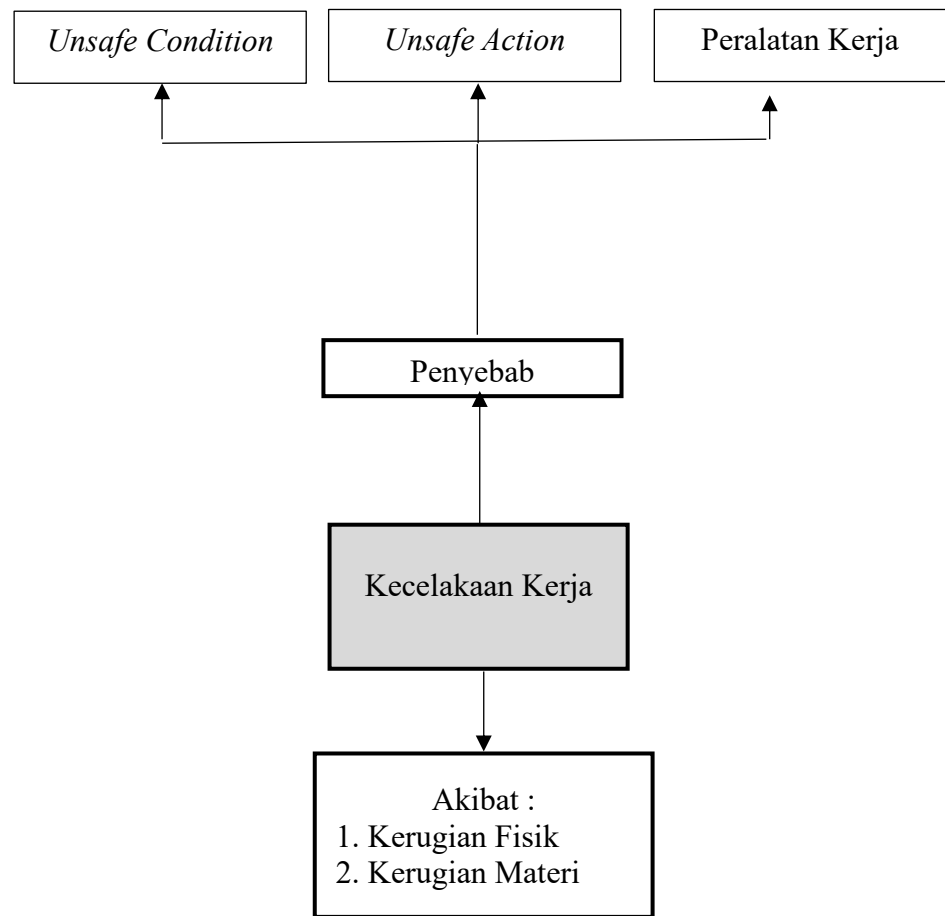 Unsafe Condition
Unsafe Action
Peralatan Kerja
Penyebab
Kecelakaan Kerja
Akibat :
1. Kerugian Fisik
2. Kerugian Materi